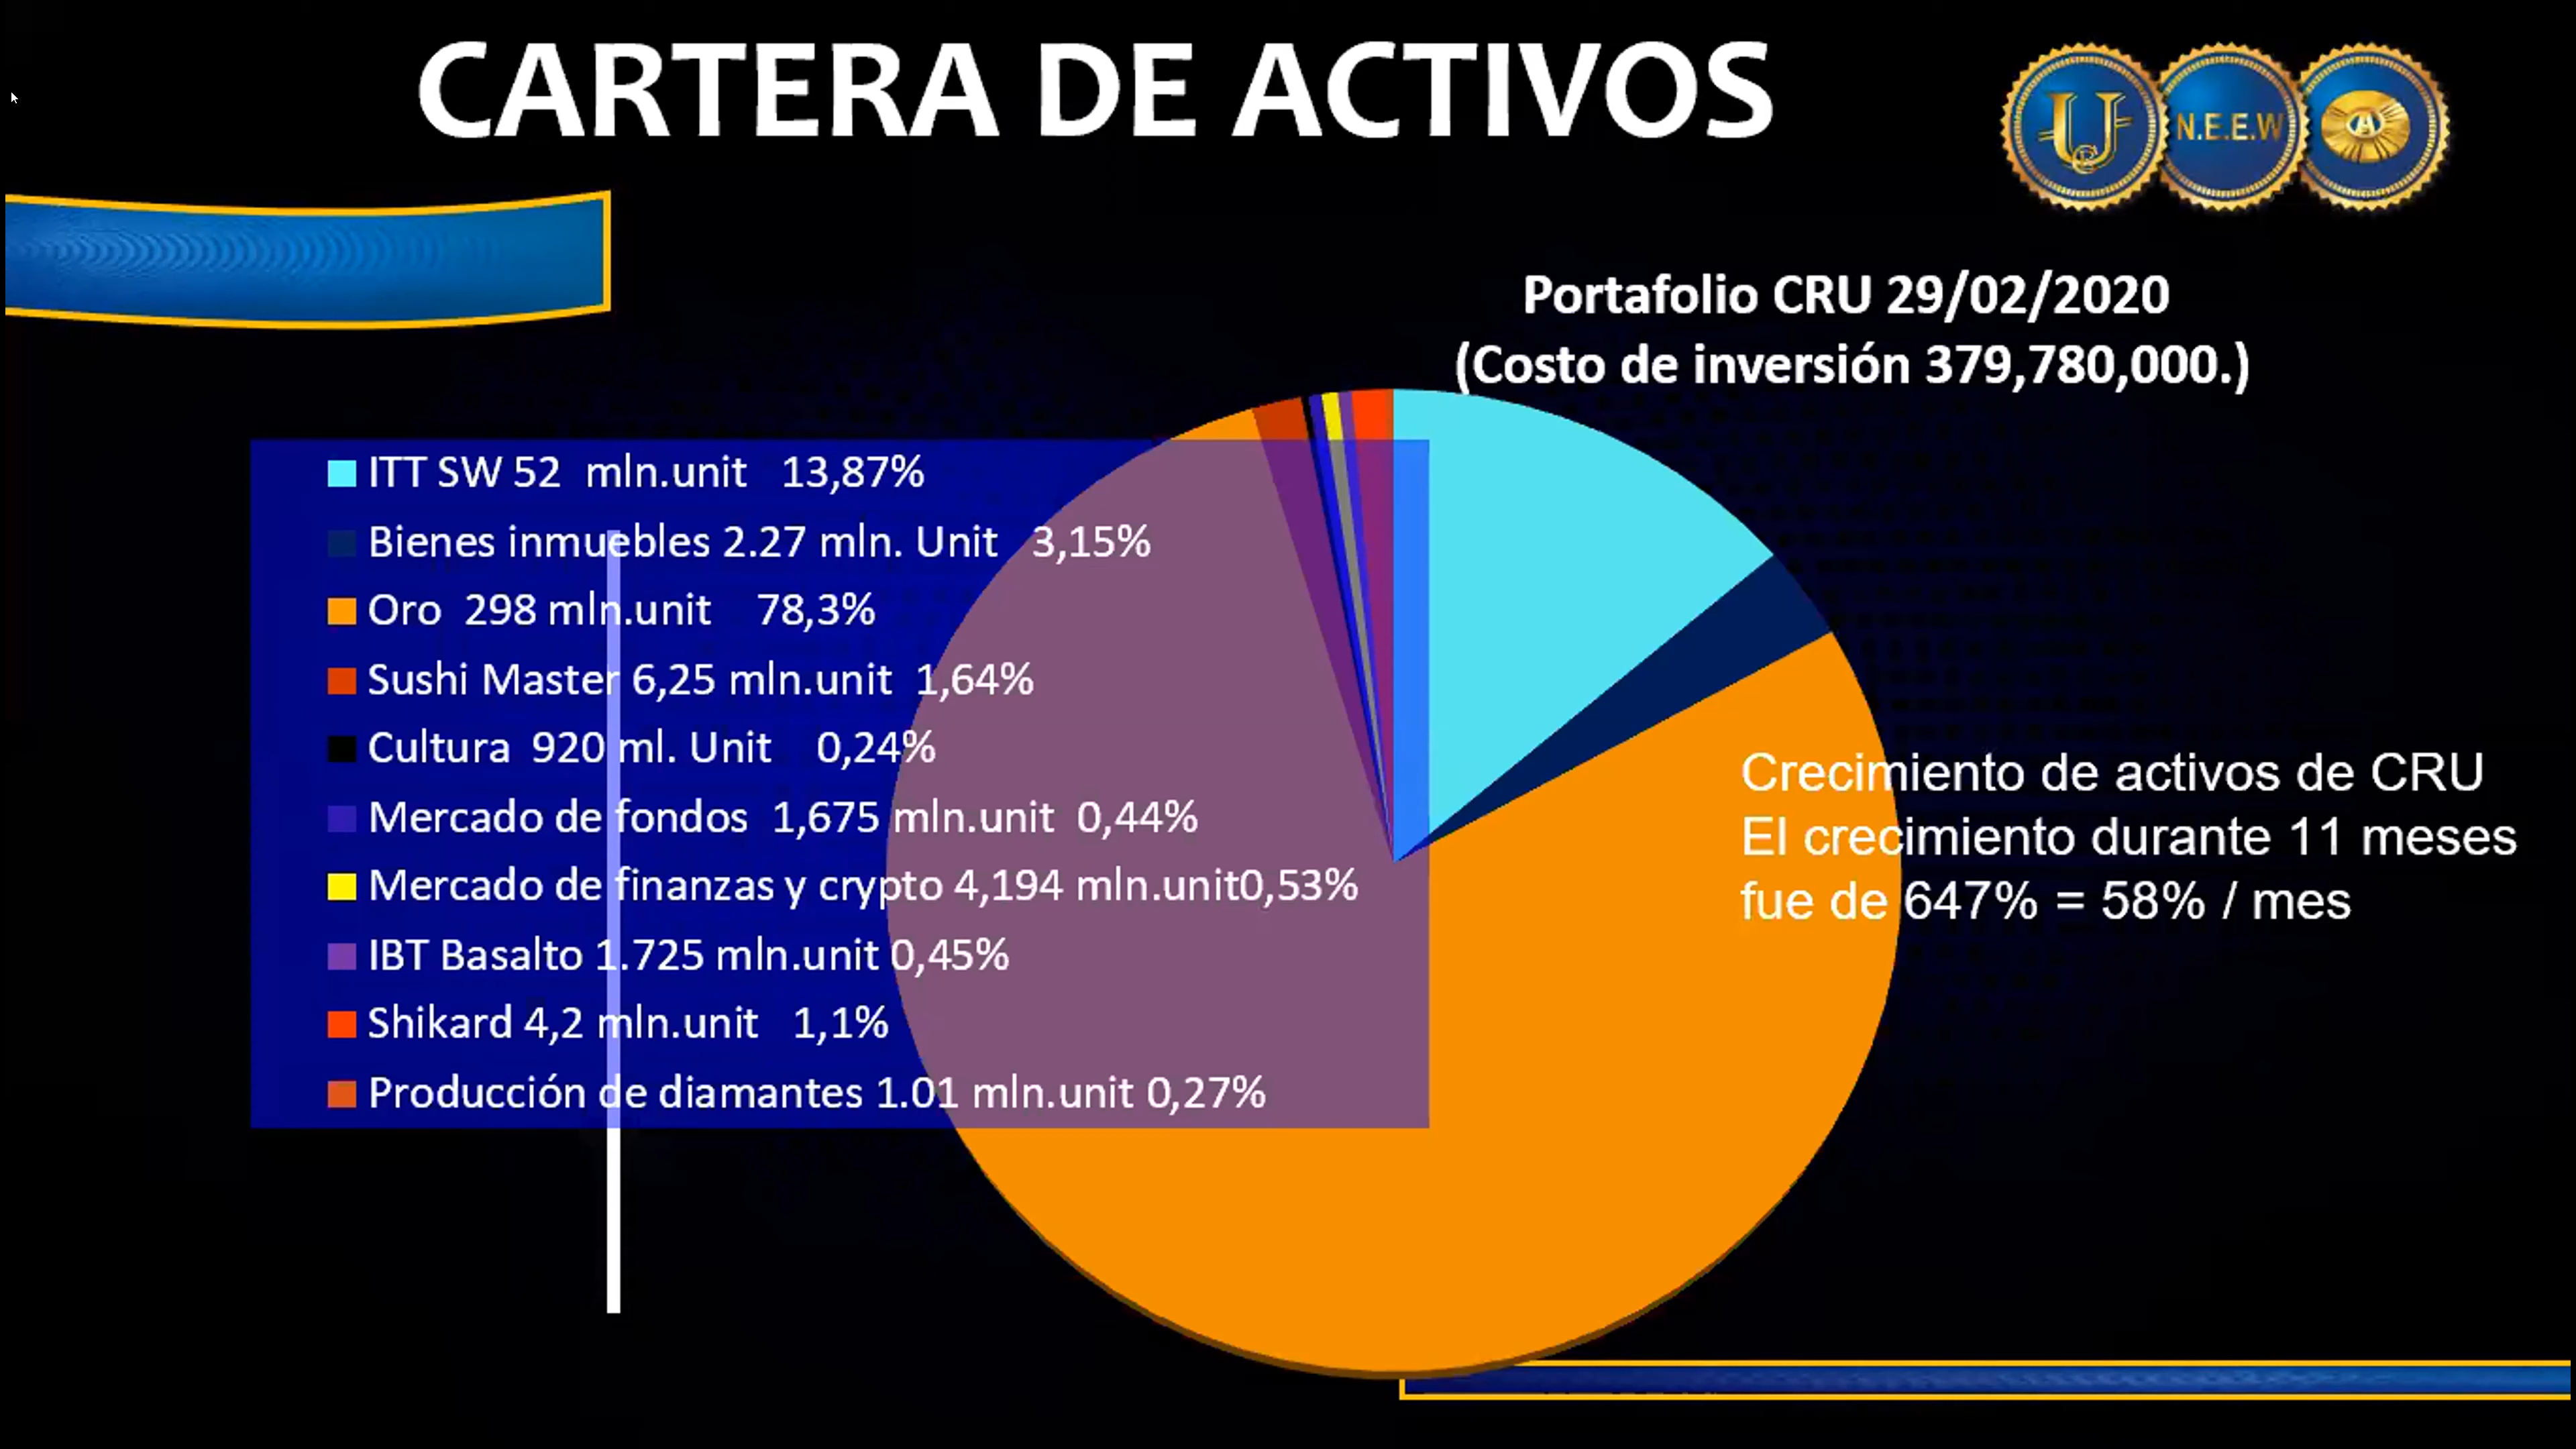 CARTERA DE ACTIVOS
N.E.E.W
Portafolio CRU 29/02/2020
(Costo de inversión 379,780,000.)
ITT SW 52 mln.unit 13,87%
Bienes inmuebles 2.27 mln. Unit 3,15%
Oro 298 mln.unit 78,3%
Sushi Master 6,25 mln.unit 1,64%
Cultura 920 ml. Unit 0,24%
Mercado de fondos 1,675 mln.unit 0,44%
Mercado de finanzas y crypto 4,194 mln.unit0,53%
IBT Basalto 1.725 mln.unit 0,45%
Shikard 4,2 mln.unit 1,1%
Producción de diamantes 1.01 mln.unit 0,27%
Crecimiento de activos de CRU
El crecimiento durante 11 meses
fue de 647% = 58% / mes